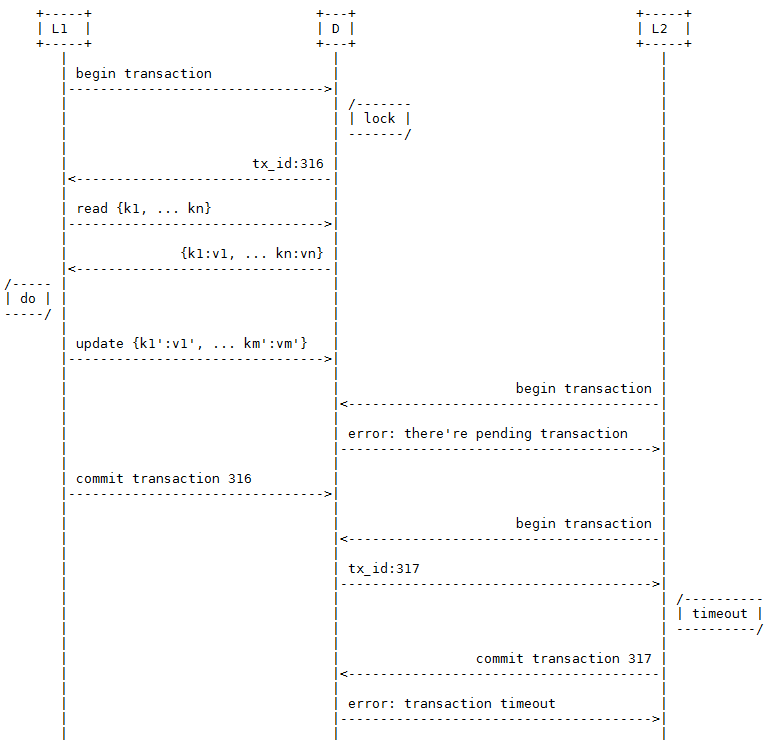 L1 D L2
begin transaction
lock
tx_id:316
read {k1, ... kn}
{k1:v1, ... kn:vn}
do
update {k1':v1', ... km':vm'}
begin transaction
error: there're pending transaction
commit transaction 316
begin transaction
tx_id:317
timeout
commit transaction 317
error: transaction timeout